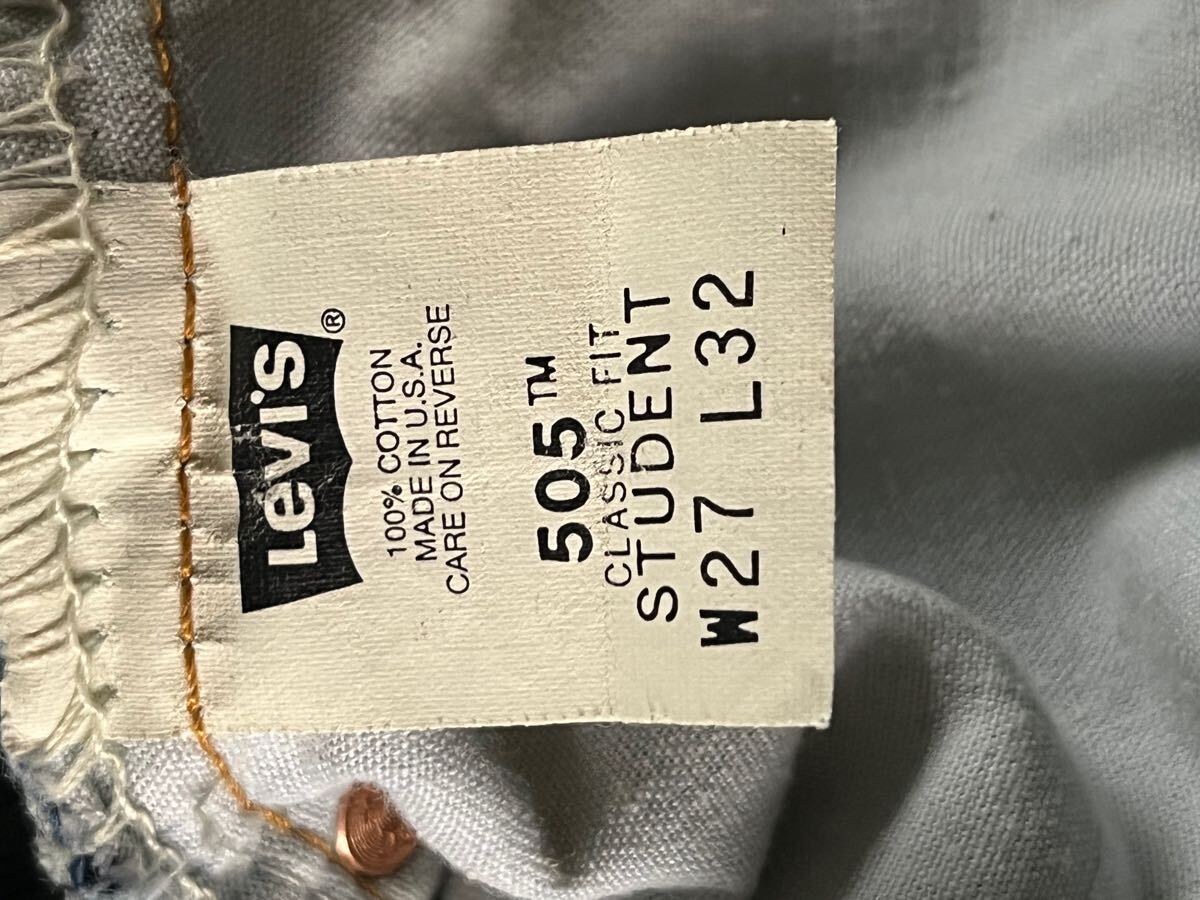 Levi's®
100% COTTON
MADE IN U.S.A.
CARE ON REVERSE
505™
CLASSIC FIT
STUDENT
W27 L32